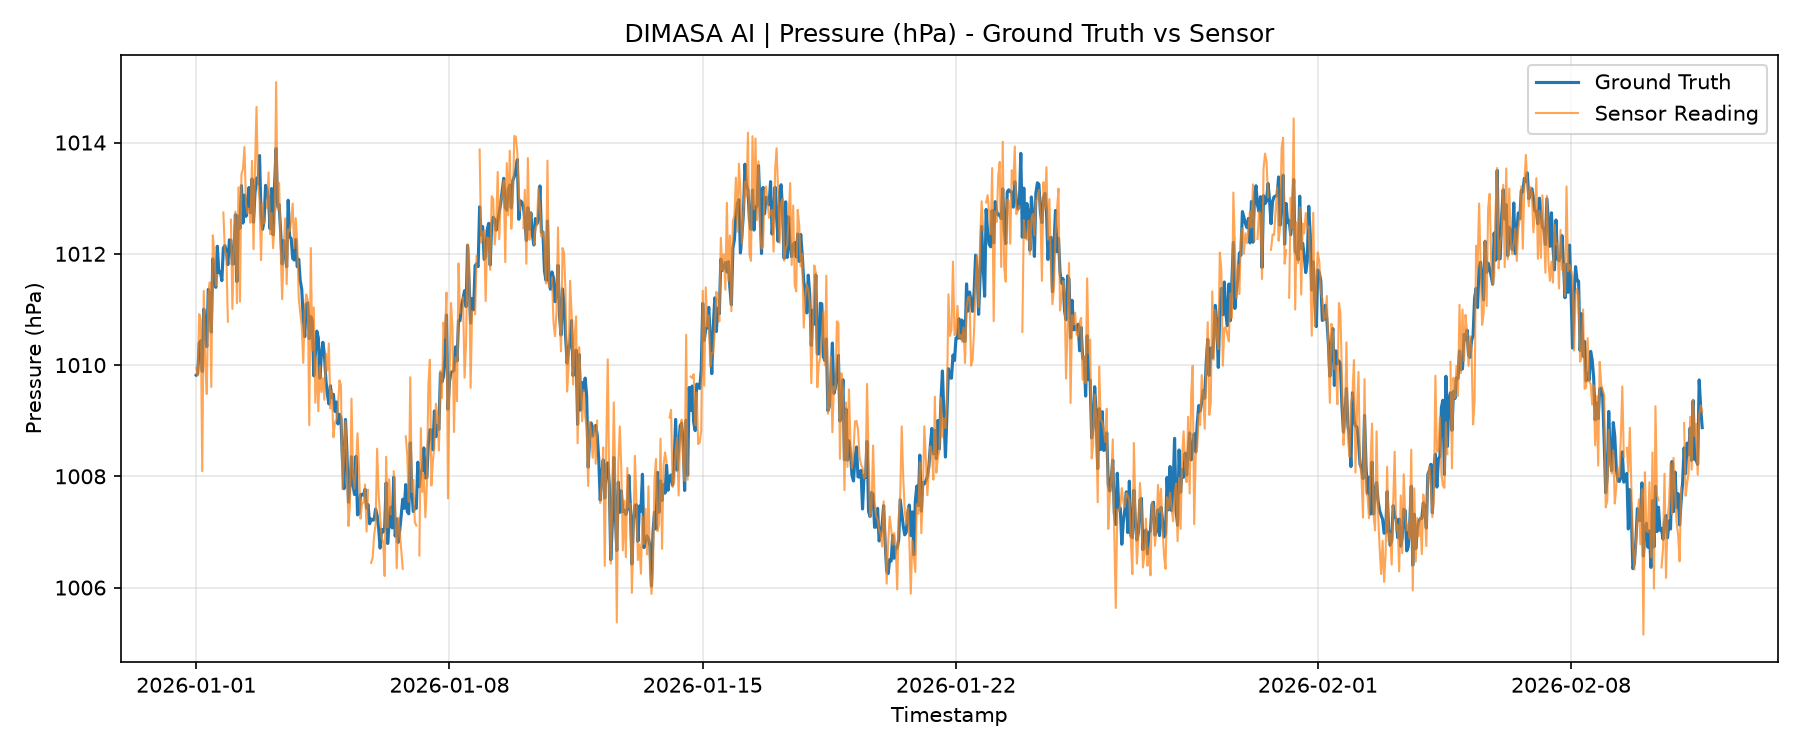 DIMASA AI | Pressure (hPa) - Ground Truth vs Sensor
Ground Truth
Sensor Reading
Pressure (hPa)
1014
1012
1010
1008
1006
2026-01-01
2026-01-08
2026-01-15
2026-01-22
2026-02-01
2026-02-08
Timestamp